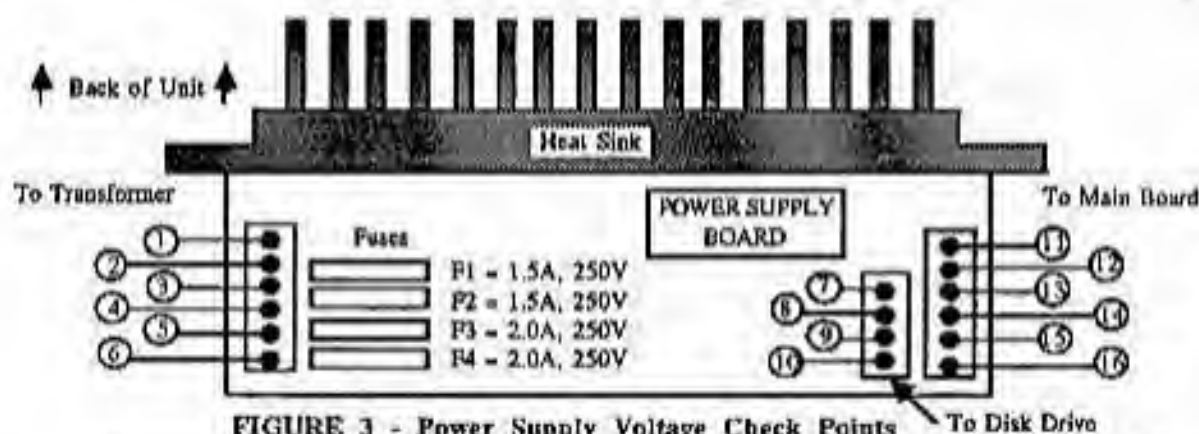 Back of Unit
Heat Sink
To Transformer
To Main Board
POWER SUPPLY
BOARD
Fuses
1
2
3
4
5
6
F1 - 1.5A, 250V
F2 - 1.5A, 250V
F3 - 2.0A, 250V
F4 - 2.0A, 250V
7
8
9
10
11
12
13
14
15
16
FIGURE 3 - Power Supply Voltage Check Points
To Disk Drive